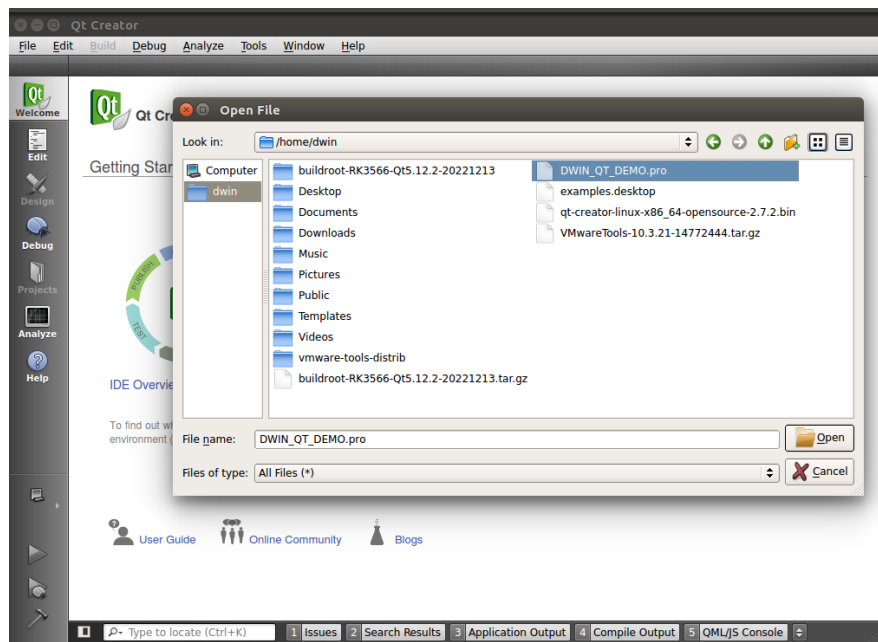 Qt Creator
File Edit Build Debug Analyze Tools Window Help
Qt
Welcome
Edit
Design
Debug
Projects
Analyze
Help
Qt
Qt Cr
Getting Star
PUBLISH
TEST
IDE Overvie
To find out w
environment (
User Guide
Online Community
Blogs
Open File
Look in: /home/dwin
Computer
dwin
buildroot-RK3566-Qt5.12.2-20221213
Desktop
Documents
Downloads
Music
Pictures
Public
Templates
Videos
vmware-tools-distrib
buildroot-RK3566-Qt5.12.2-20221213.tar.gz
DWIN_QT_DEMO.pro
examples.desktop
qt-creator-linux-x86_64-opensource-2.7.2.bin
VMwareTools-10.3.21-14772444.tar.gz
File name: DWIN_QT_DEMO.pro Open
Files of type: All Files (*) Cancel
Type to locate (Ctrl+K) 1 Issues 2 Search Results 3 Application Output 4 Compile Output 5 QML/JS Console